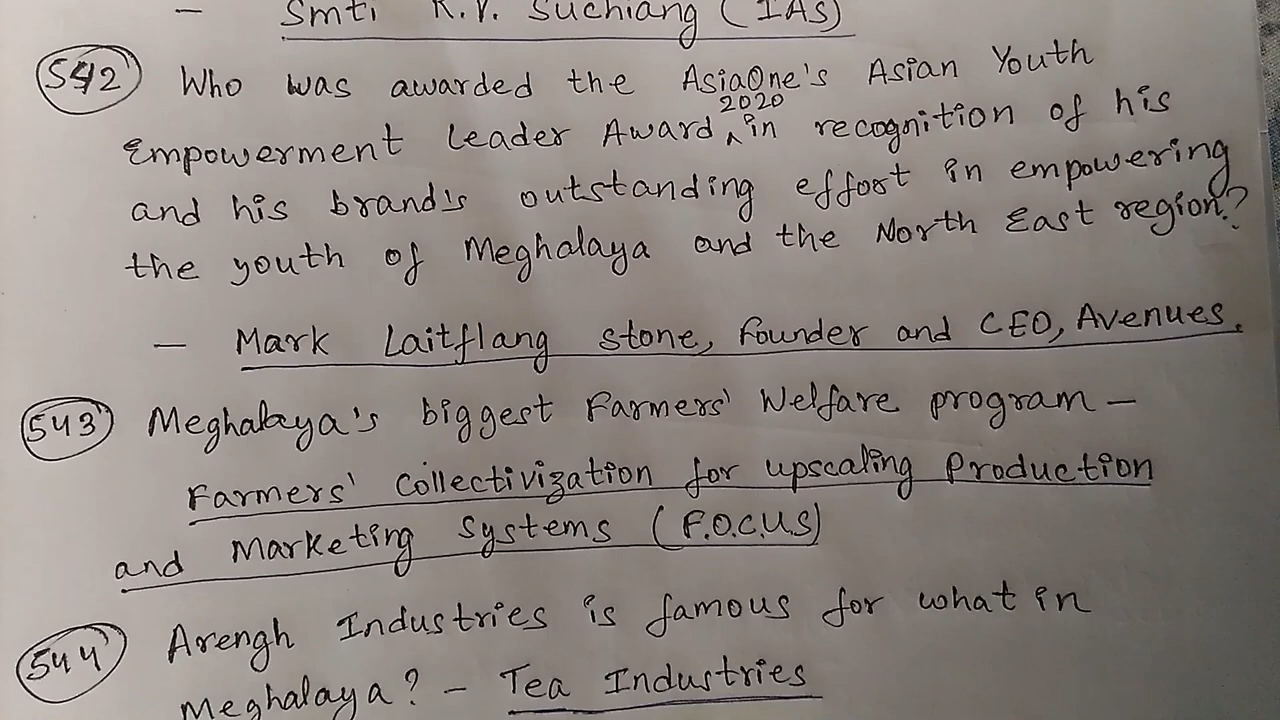 — Smti R.V. Suchiang (IAS)
542 Who was awarded the AsiaOne's Asian Youth
2020
Empowerment Leader Award ^ in recognition of his
and his brand's outstanding effort in empowering
the youth of Meghalaya and the North East region?
— Mark Laitflang Stone, Founder and CEO, Avenues.
543 Meghalaya's biggest Farmers' Welfare program —
Farmers' Collectivization for upscaling Production
and Marketing Systems (F.O.C.U.S)
544 Arengh Industries is famous for what in
Meghalaya? — Tea Industries